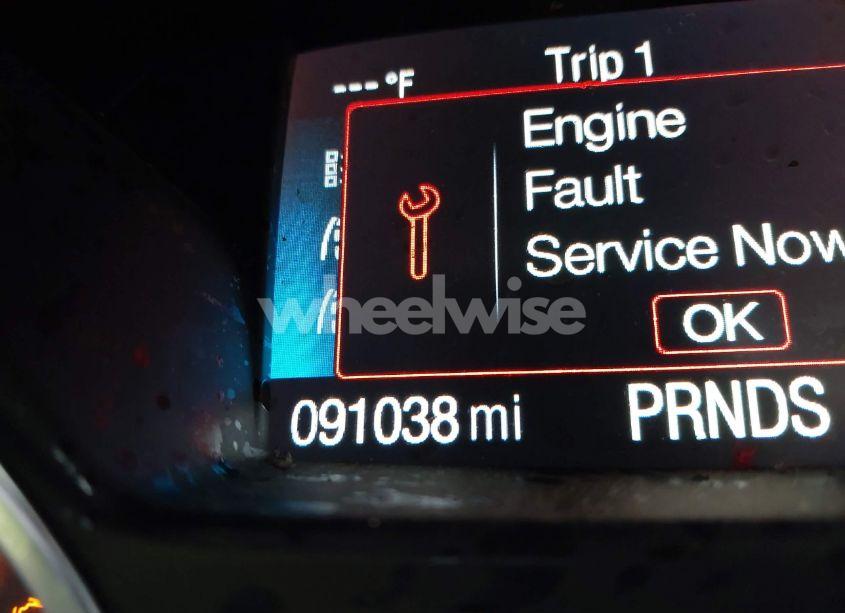 ---°F
Trip 1
Engine
Fault
Service Now
OK
wheelwise
091038 mi
PRNDS